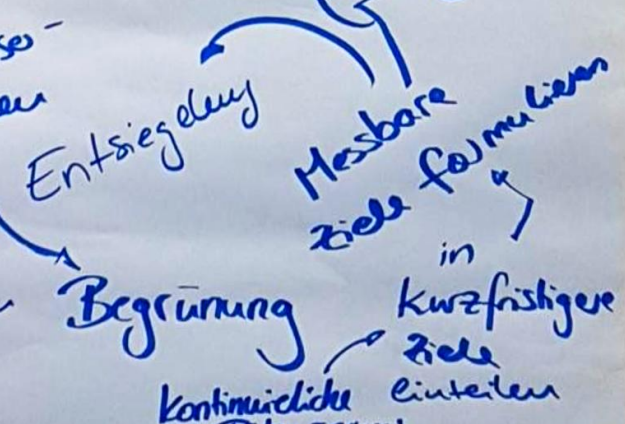 Entsiegelung
Messbare
Ziele formulieren
Begrünung
in
kurzfristigere
Ziele
einteilen
kontinuierliche